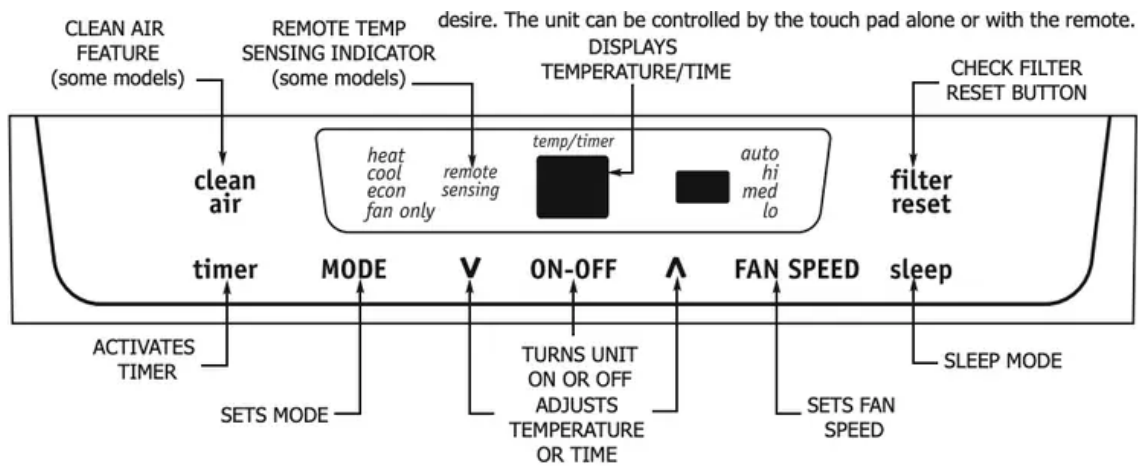 desire. The unit can be controlled by the touch pad alone or with the remote.
CLEAN AIR
FEATURE
(some models)
REMOTE TEMP
SENSING INDICATOR
(some models)
DISPLAYS
TEMPERATURE/TIME
CHECK FILTER
RESET BUTTON
clean
air
heat
cool
econ
fan only
remote
sensing
temp/timer
auto
hi
med
lo
filter
reset
timer
MODE
V
ON-OFF
Λ
FAN SPEED
sleep
ACTIVATES
TIMER
SETS MODE
TURNS UNIT
ON OR OFF
ADJUSTS
TEMPERATURE
OR TIME
SETS FAN
SPEED
SLEEP MODE